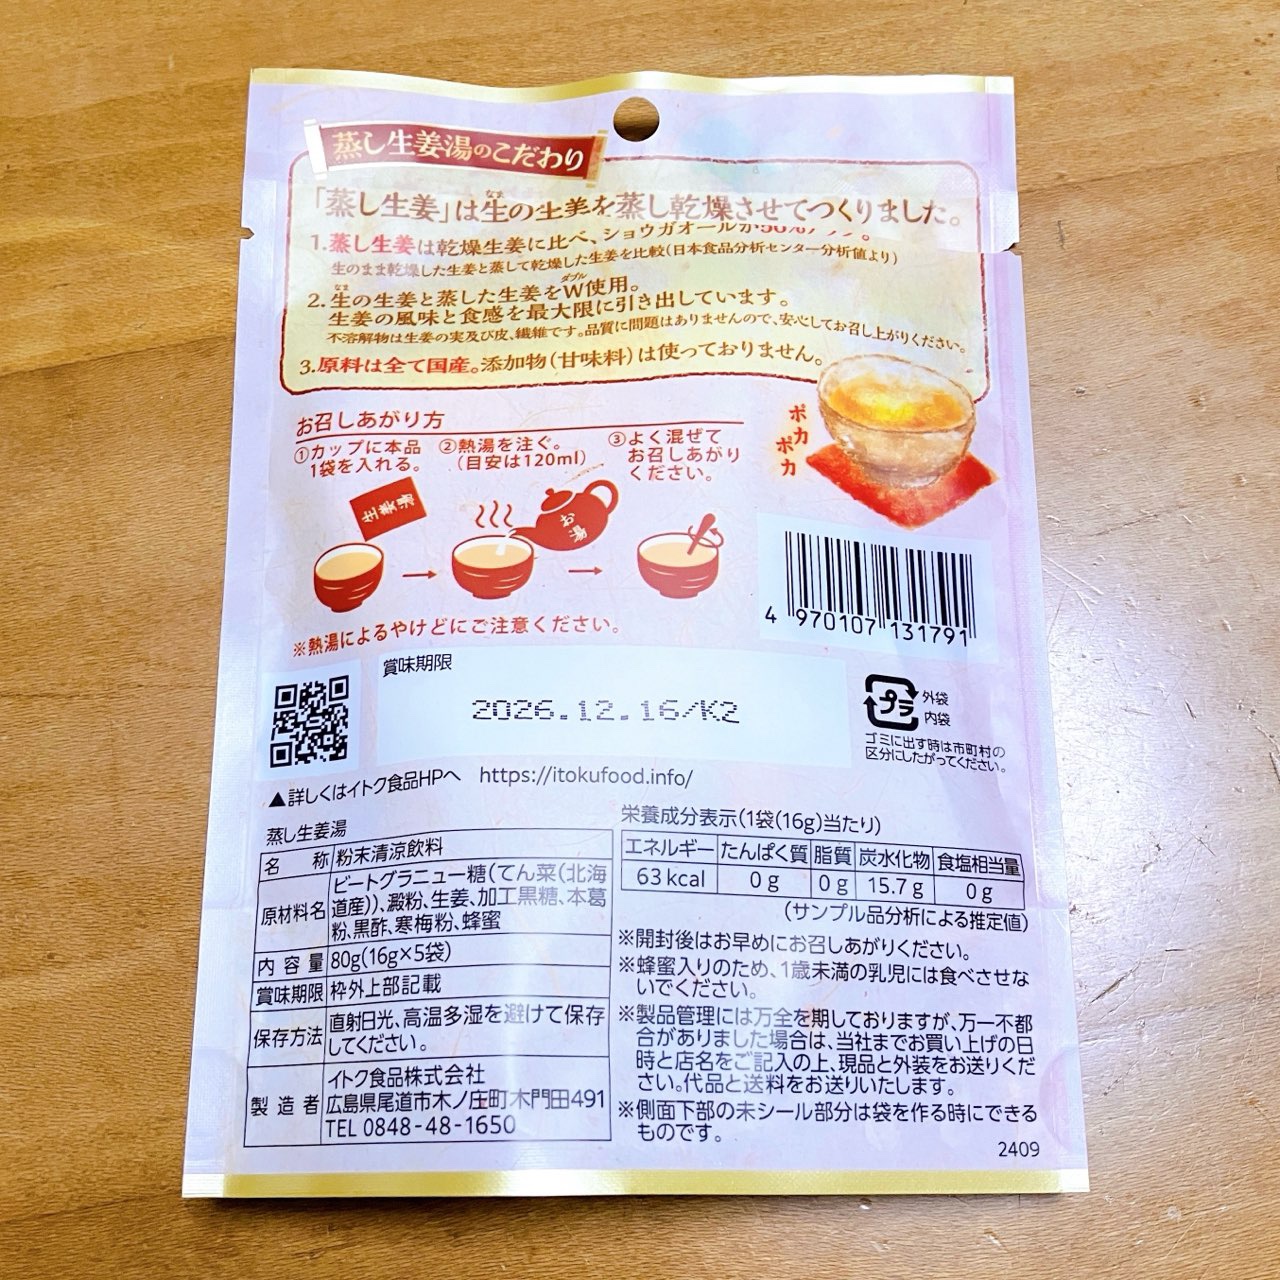 蒸し生姜湯のこだわり
「蒸し生姜」は生の生姜を蒸し乾燥させてつくりました。
なま
1.蒸し生姜は乾燥生姜に比べ、ショウガオールが
生のまま乾燥した生姜と蒸して乾燥した生姜を比較(日本食品分析センター分析値より)
なま
ダブル
2.生の生姜と蒸した生姜をW使用。
生姜の風味と食感を最大限に引き出しています。
不溶解物は生姜の実及び皮、繊維です。品質に問題はありませんので、安心してお召し上がりください。
3.原料は全て国産。添加物(甘味料)は使っておりません。
ポカ
ポカ
お召しあがり方
①カップに本品
1袋を入れる。
②熱湯を注ぐ。
(目安は120ml)
③よく混ぜて
お召しあがり
ください。
生姜湯
お湯
※熱湯によるやけどにご注意ください。
4 970107 131791
賞味期限
2026.12.16/K2
プラ
外袋
内袋
ゴミに出す時は市町村の
区分にしたがってください。
▲詳しくはイトク食品HPへ https://itokufood.info/
蒸し生姜湯
名 称 粉末清涼飲料
原材料名 ビートグラニュー糖(てん菜(北海
道産))、澱粉、生姜、加工黒糖、本葛
粉、黒酢、寒梅粉、蜂蜜
内 容 量 80g(16g×5袋)
賞味期限 枠外上部記載
保存方法 直射日光、高温多湿を避けて保存
してください。
製 造 者 イトク食品株式会社
広島県尾道市木ノ庄町木門田491
TEL 0848-48-1650
栄養成分表示(1袋(16g)当たり)
エネルギー たんぱく質 脂質 炭水化物 食塩相当量
63kcal 0g 0g 15.7g 0g
(サンプル品分析による推定値)
※開封後はお早めにお召しあがりください。
※蜂蜜入りのため、1歳未満の乳児には食べさせな
いでください。
※製品管理には万全を期しておりますが、万一不都
合がありました場合は、当社までお買い上げの日
時と店名をご記入の上、現品と外装をお送りくだ
さい。代品と送料をお送りいたします。
※側面下部の未シール部分は袋を作る時にできる
ものです。
2409